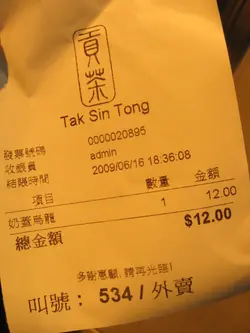 貢茶
Tak Sin Tong
發票號碼 0000020895
收銀員 admin
結賬時間 2009/06/16 18:36:08
項目 數量 金額
奶蓋烏龍 1 12.00
總金額 $12.00
多謝惠顧, 請再光臨!
叫號: 534 / 外賣